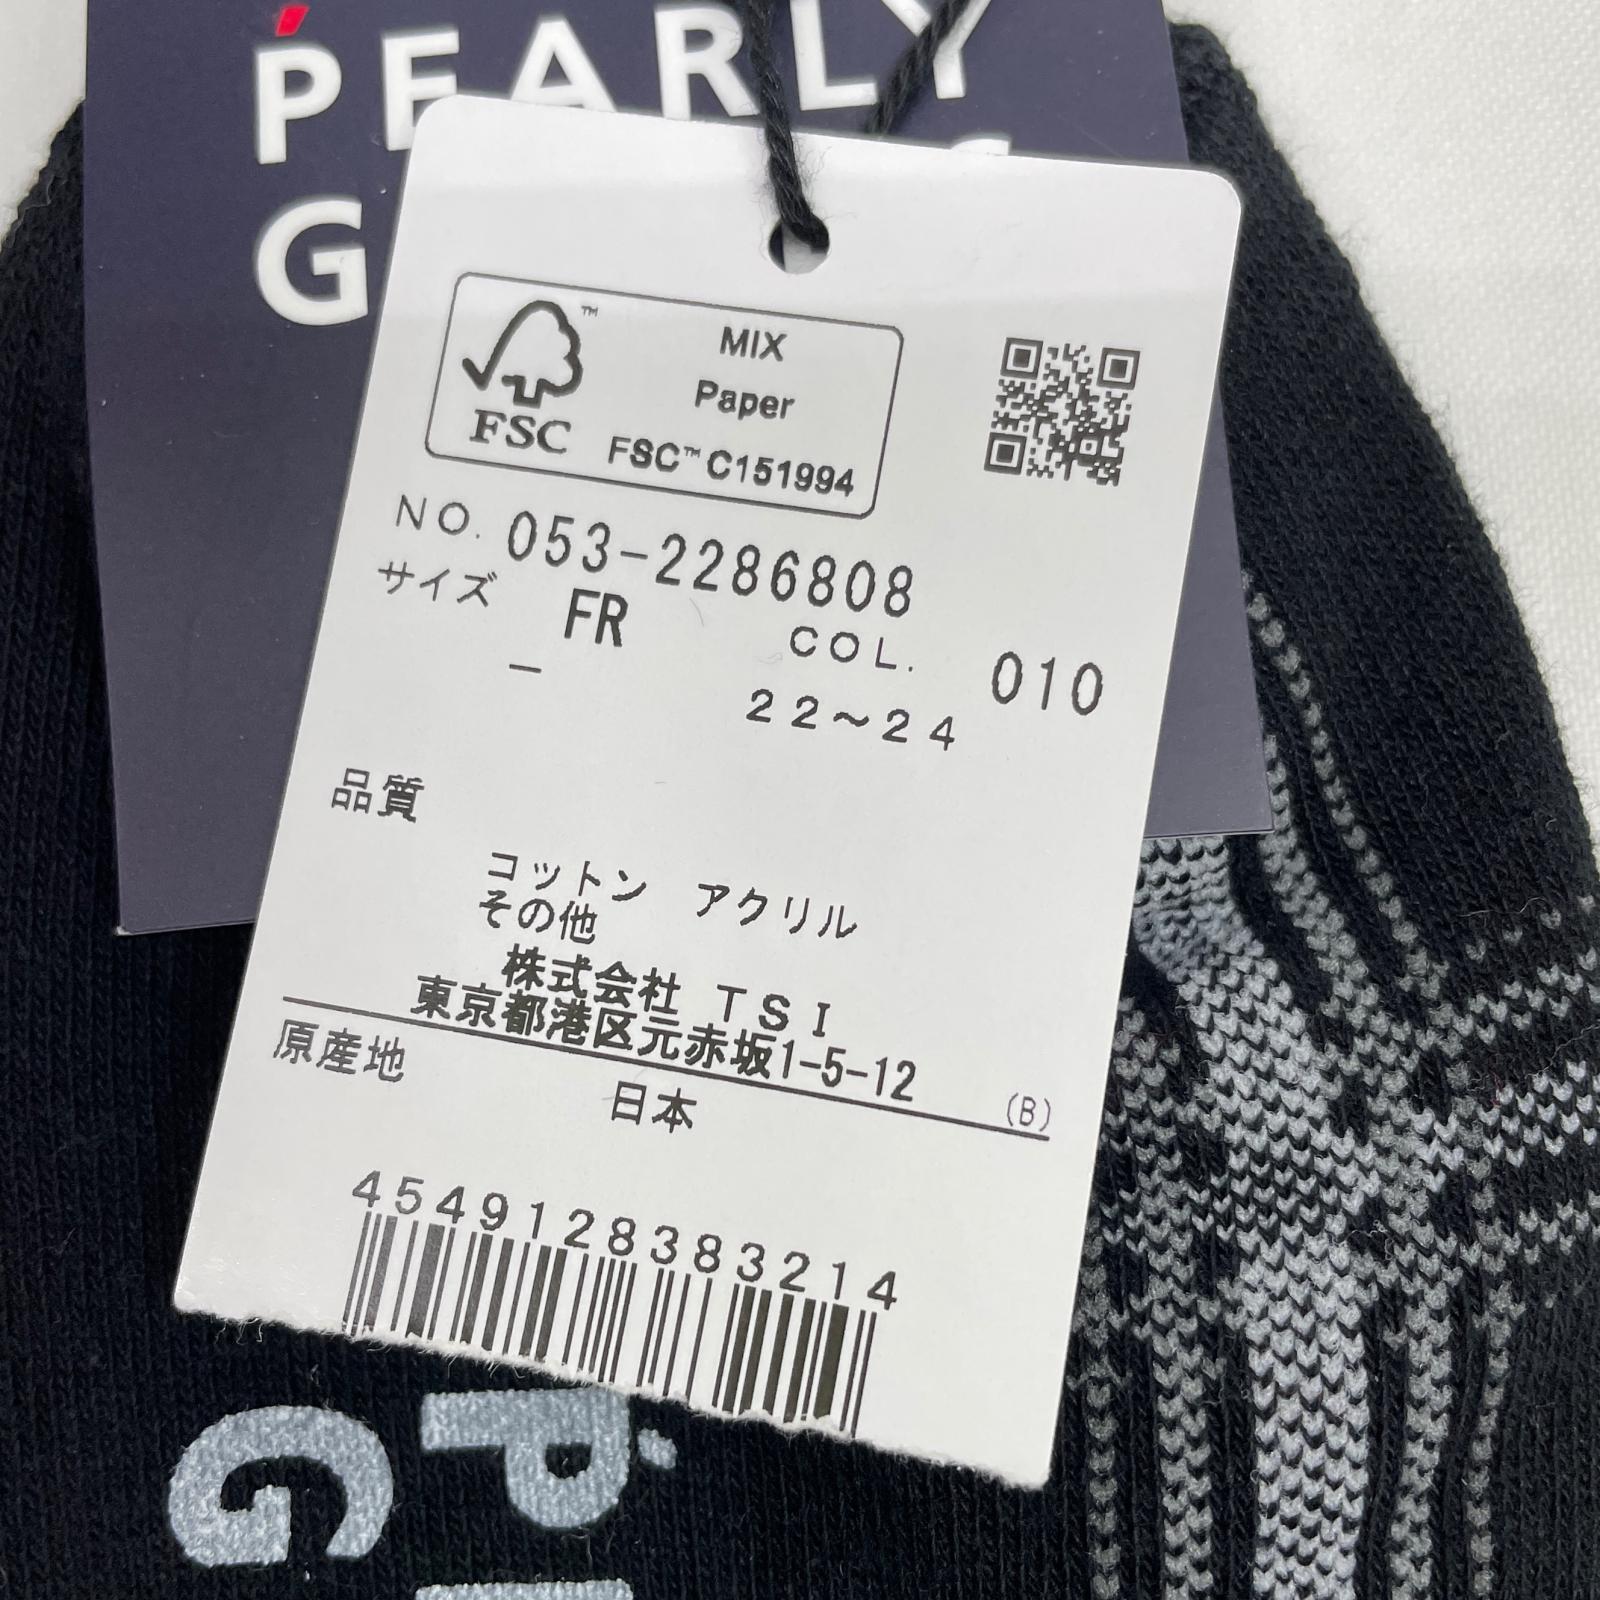 PEARLY
G
FSC
MIX
Paper
FSC™ C151994
NO. 053-2286808
サイズ FR COL. 010
- 22～24
品質
コットン アクリル
その他
株式会社 TSI
東京都港区元赤坂1-5-12
(B)
原産地
日本
4549128383214
P
G